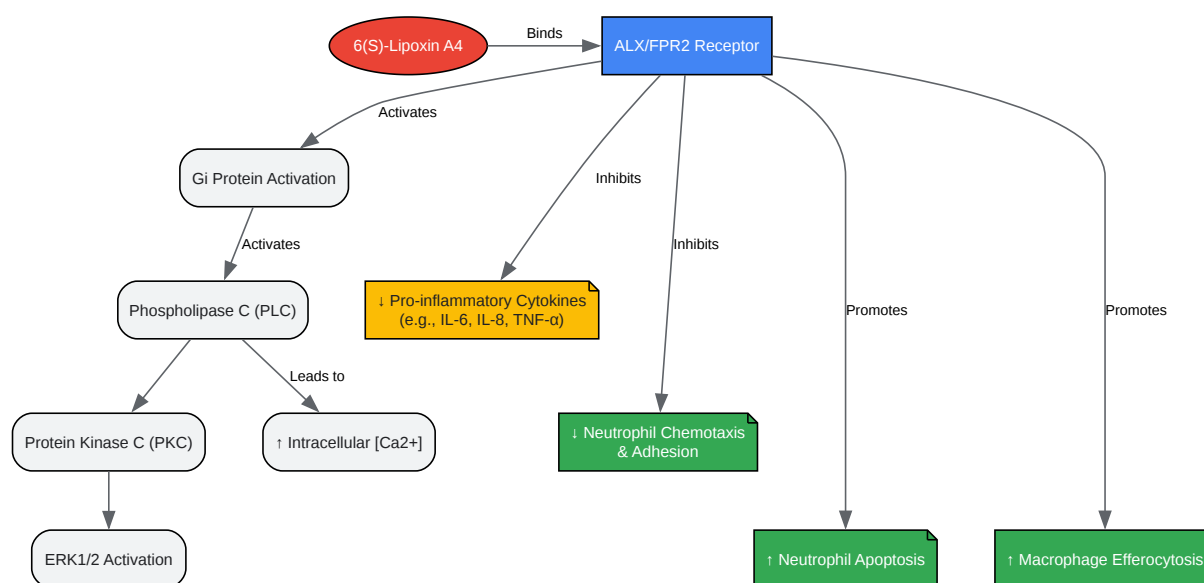 6(S)-Lipoxin A4
Binds
ALX/FPR2 Receptor
Activates
Gi Protein Activation
Inhibits
Activates
Inhibits
Phospholipase C (PLC)
↓ Pro-inflammatory Cytokines
(e.g., IL-6, IL-8, TNF-α)
Promotes
Promotes
Leads to
Protein Kinase C (PKC)
↑ Intracellular [Ca2+]
↓ Neutrophil Chemotaxis
& Adhesion
ERK1/2 Activation
↑ Neutrophil Apoptosis
↑ Macrophage Efferocytosis